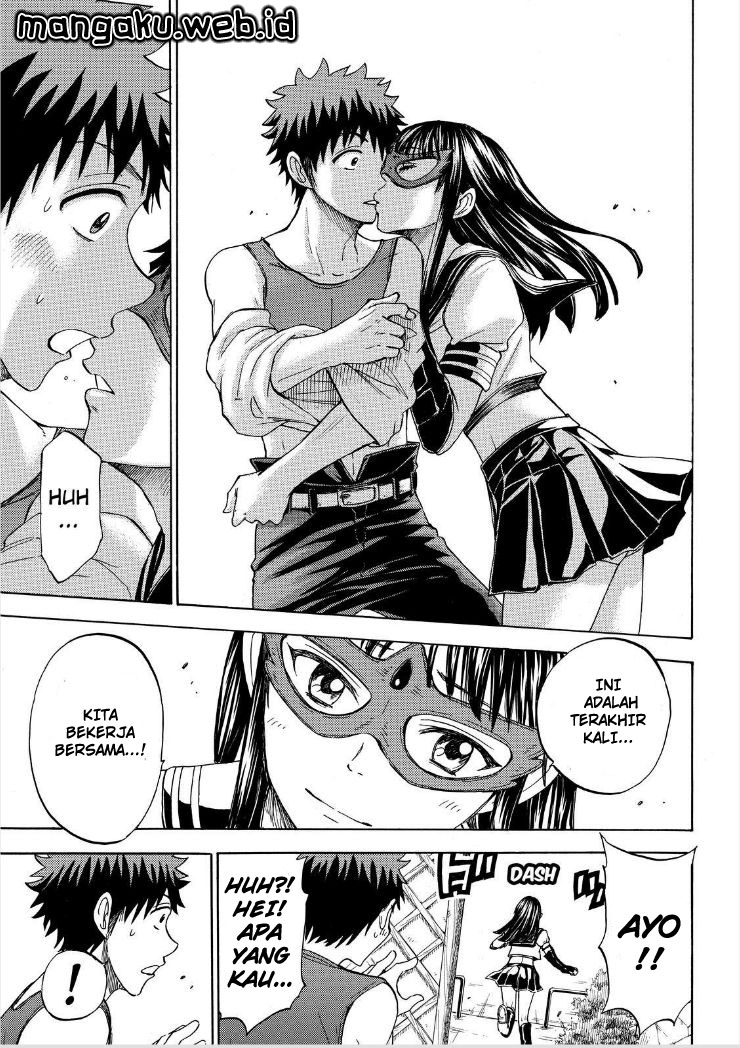 mangaku.web.id
HUH
...
INI
ADALAH
TERAKHIR
KALI...
KITA
BEKERJA
BERSAMA...!
AYO
!!
DASH
HUH?!
HEI!
APA
YANG
KAU...
!